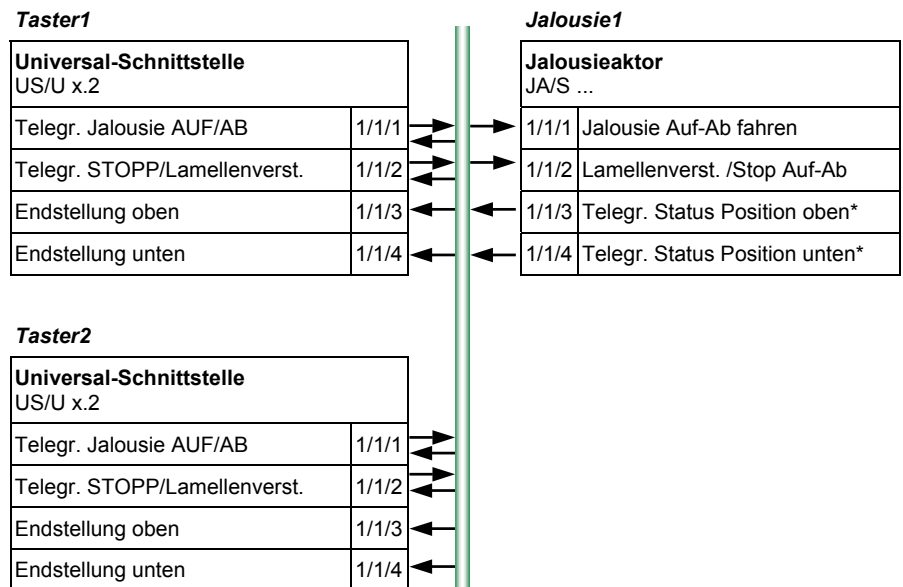 Taster1
Universal-Schnittstelle
US/U x.2
Telegr. Jalousie AUF/AB 1/1/1
Telegr. STOPP/Lamellenverst. 1/1/2
Endstellung oben 1/1/3
Endstellung unten 1/1/4
Jalousie1
Jalousieaktor
JA/S ...
1/1/1 Jalousie Auf-Ab fahren
1/1/2 Lamellenverst. /Stop Auf-Ab
1/1/3 Telegr. Status Position oben*
1/1/4 Telegr. Status Position unten*
Taster2
Universal-Schnittstelle
US/U x.2
Telegr. Jalousie AUF/AB 1/1/1
Telegr. STOPP/Lamellenverst. 1/1/2
Endstellung oben 1/1/3
Endstellung unten 1/1/4